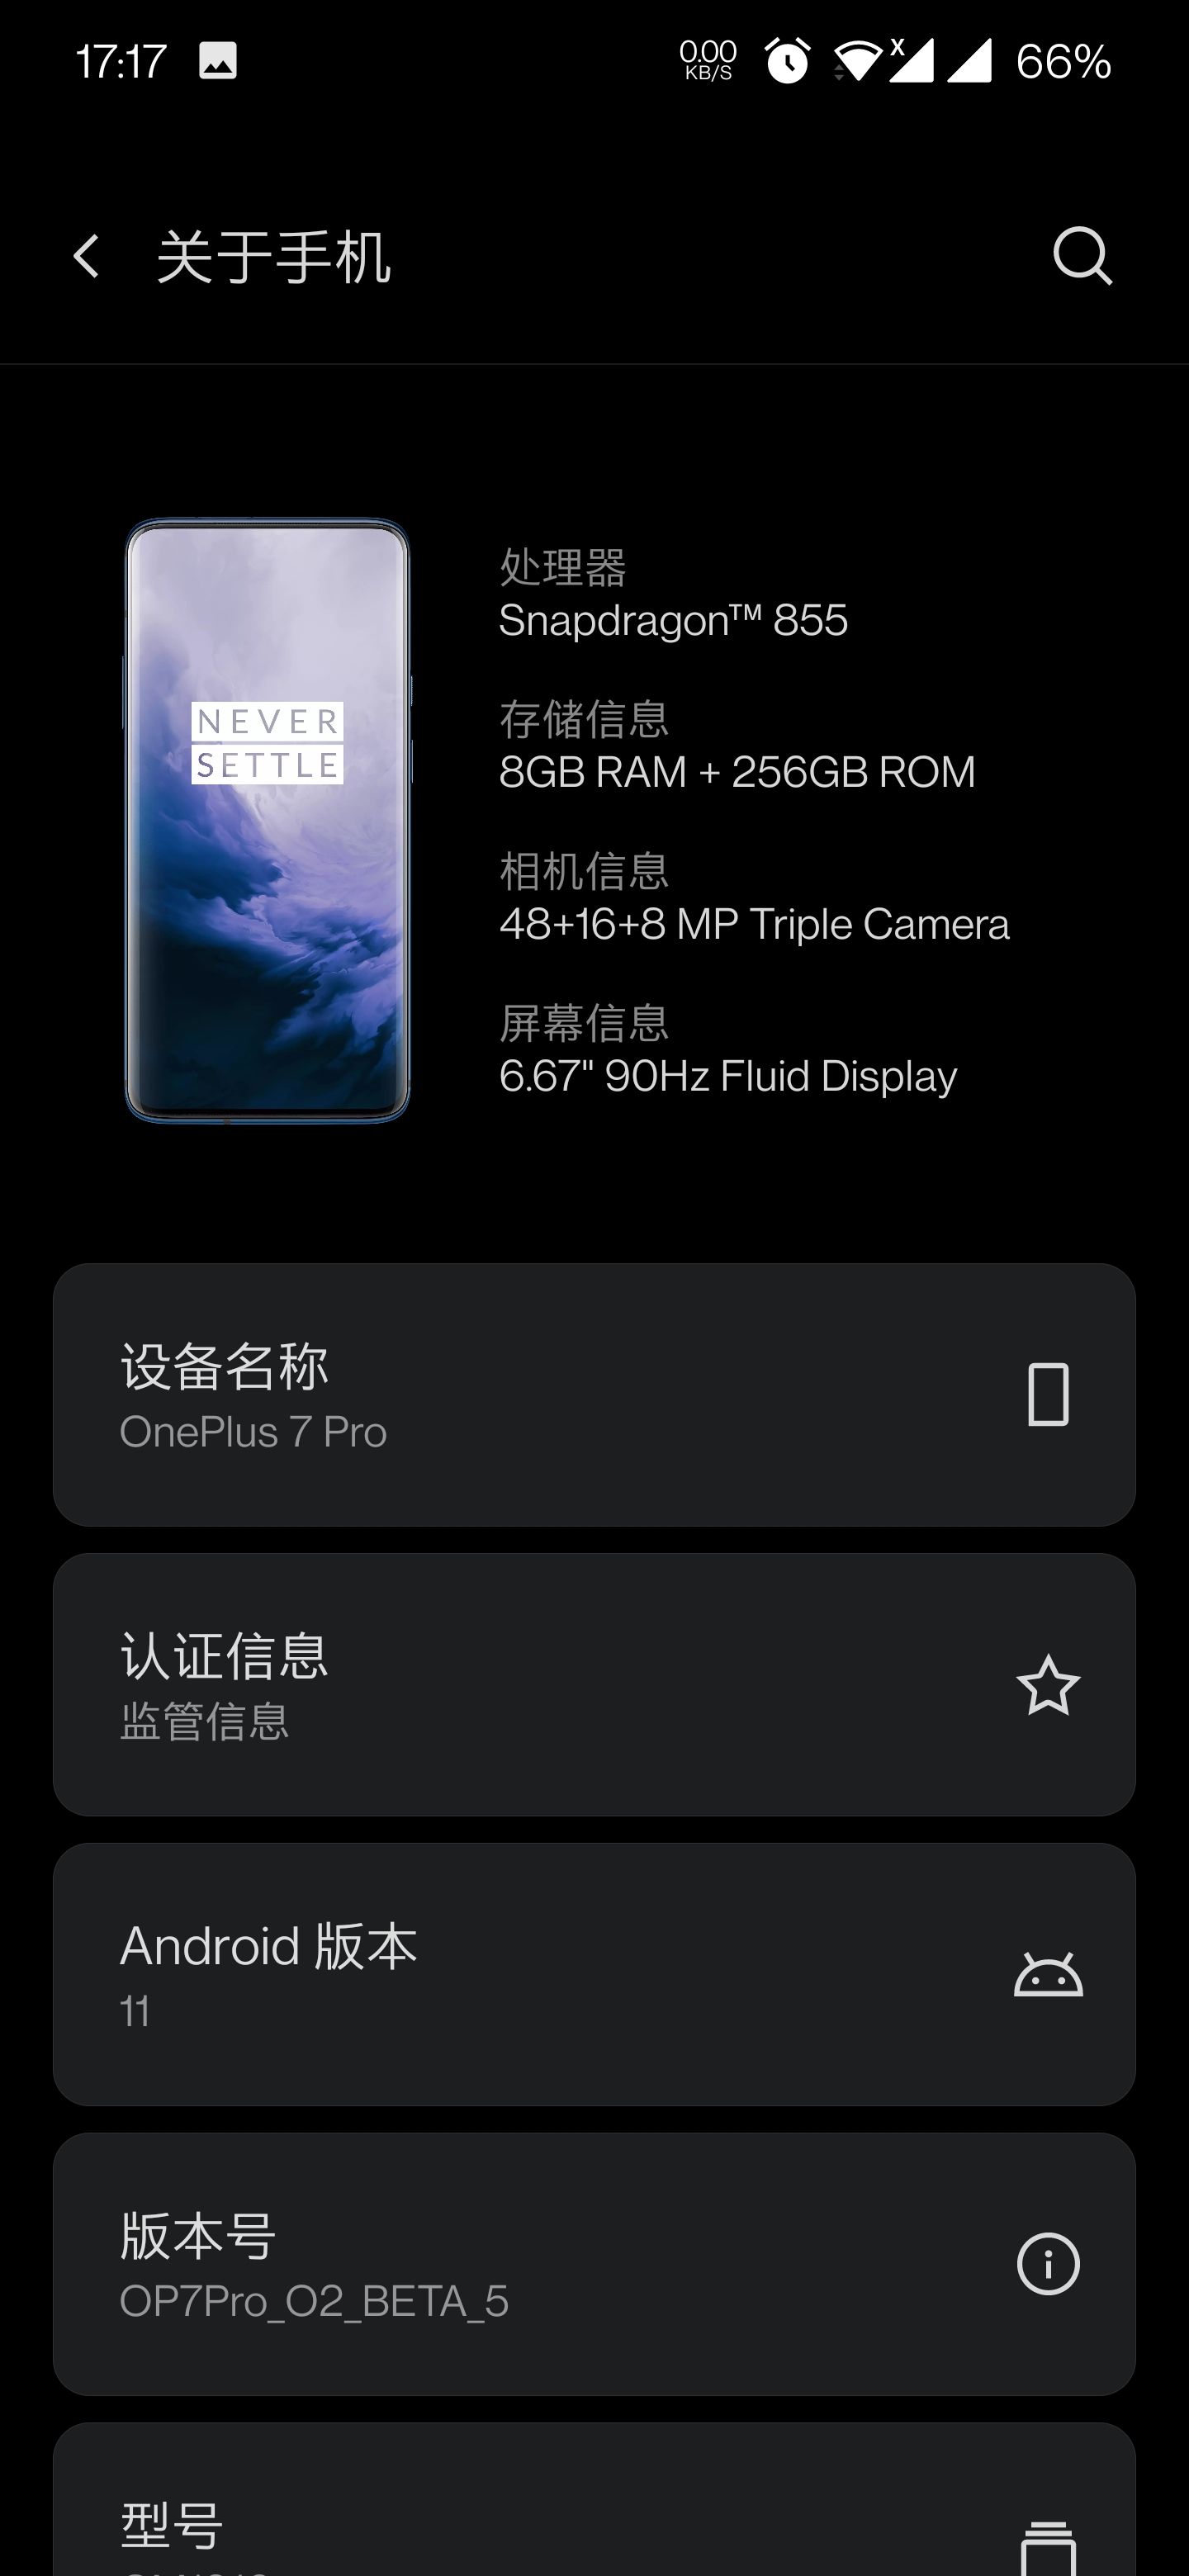 17:17
0.00
KB/S
X
66%
关于手机
NEVER
SETTLE
处理器
Snapdragon™ 855
存储信息
8GB RAM + 256GB ROM
相机信息
48+16+8 MP Triple Camera
屏幕信息
6.67" 90Hz Fluid Display
设备名称
OnePlus 7 Pro
认证信息
监管信息
Android 版本
11
版本号
OP7Pro_O2_BETA_5
型号